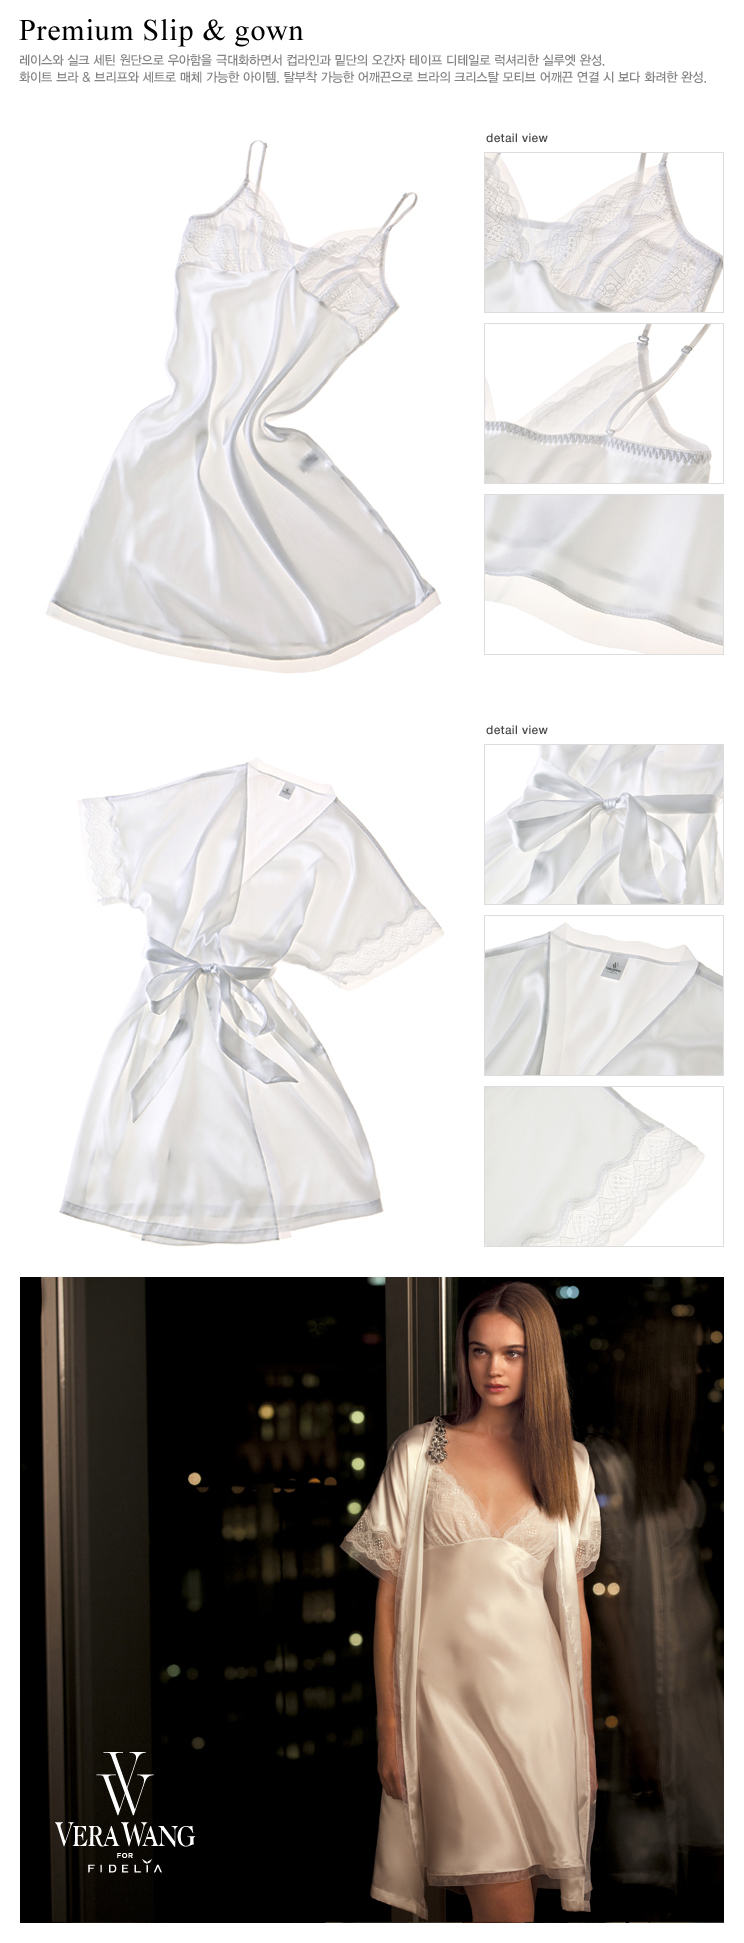 Premium Slip & gown
레이스와 실크 세틴 원단으로 우아함을 극대화하면서 컵라인과 밑단의 오간자 테이프 디테일로 럭셔리한 실루엣 완성.
화이트 브라 & 브리프와 세트로 매체 가능한 아이템. 탈부착 가능한 어깨끈으로 브라의 크리스탈 모티브 어깨끈 연결 시 보다 화려한 완성.
detail view
detail view
VERA WANG
FOR
FIDELIA